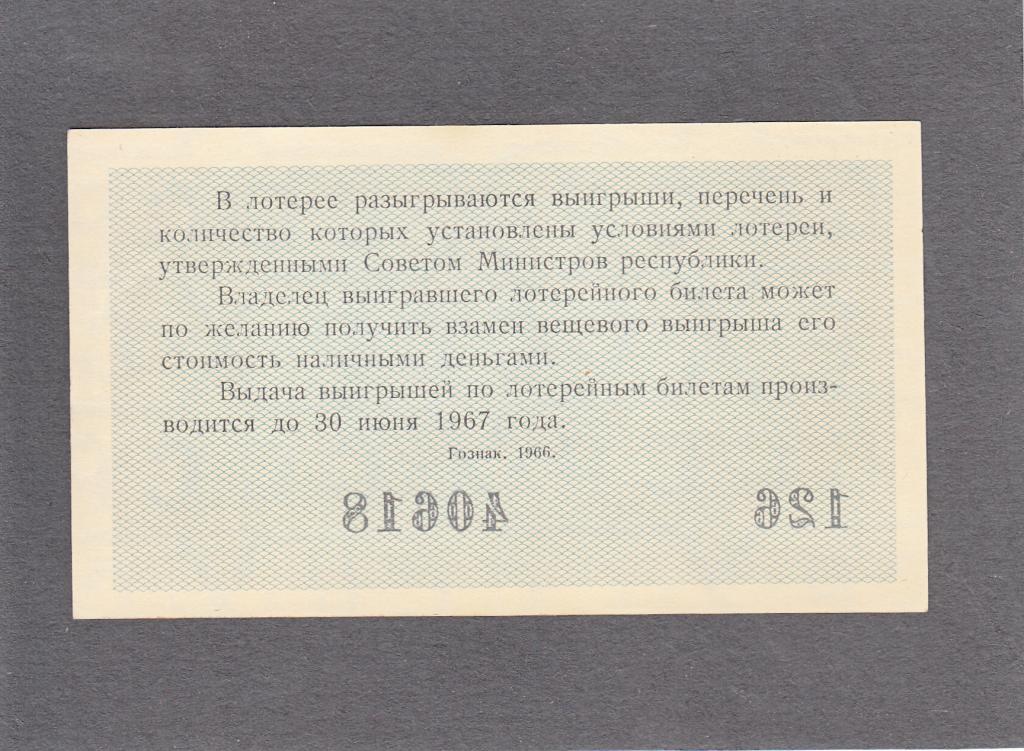 В лотерее разыгрываются выигрыши, перечень и
количество которых установлены условиями лотереи,
утвержденными Советом Министров республики.
Владелец выигравшего лотерейного билета может
по желанию получить взамен вещевого выигрыша его
стоимость наличными деньгами.
Выдача выигрышей по лотерейным билетам произ-
водится до 30 июня 1967 года.
Гознак. 1966.
40618 126